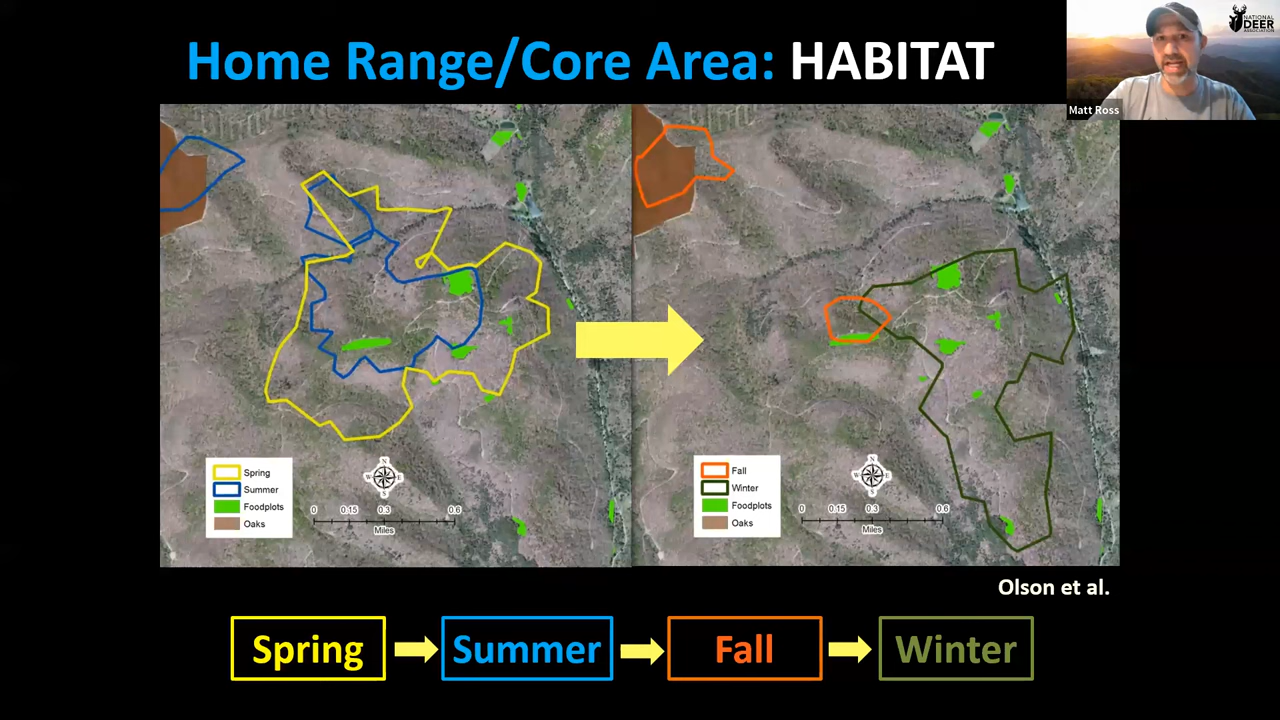 Home Range/Core Area: HABITAT
NATIONAL
DEER
ASSOCIATION
Matt Ross
Spring
Summer
Foodplots
Oaks
N
W
E
S
0
0.15
0.3
0.6
Miles
Fall
Winter
Foodplots
Oaks
N
W
E
S
0
0.15
0.3
0.6
Miles
Olson et al.
Spring
Summer
Fall
Winter